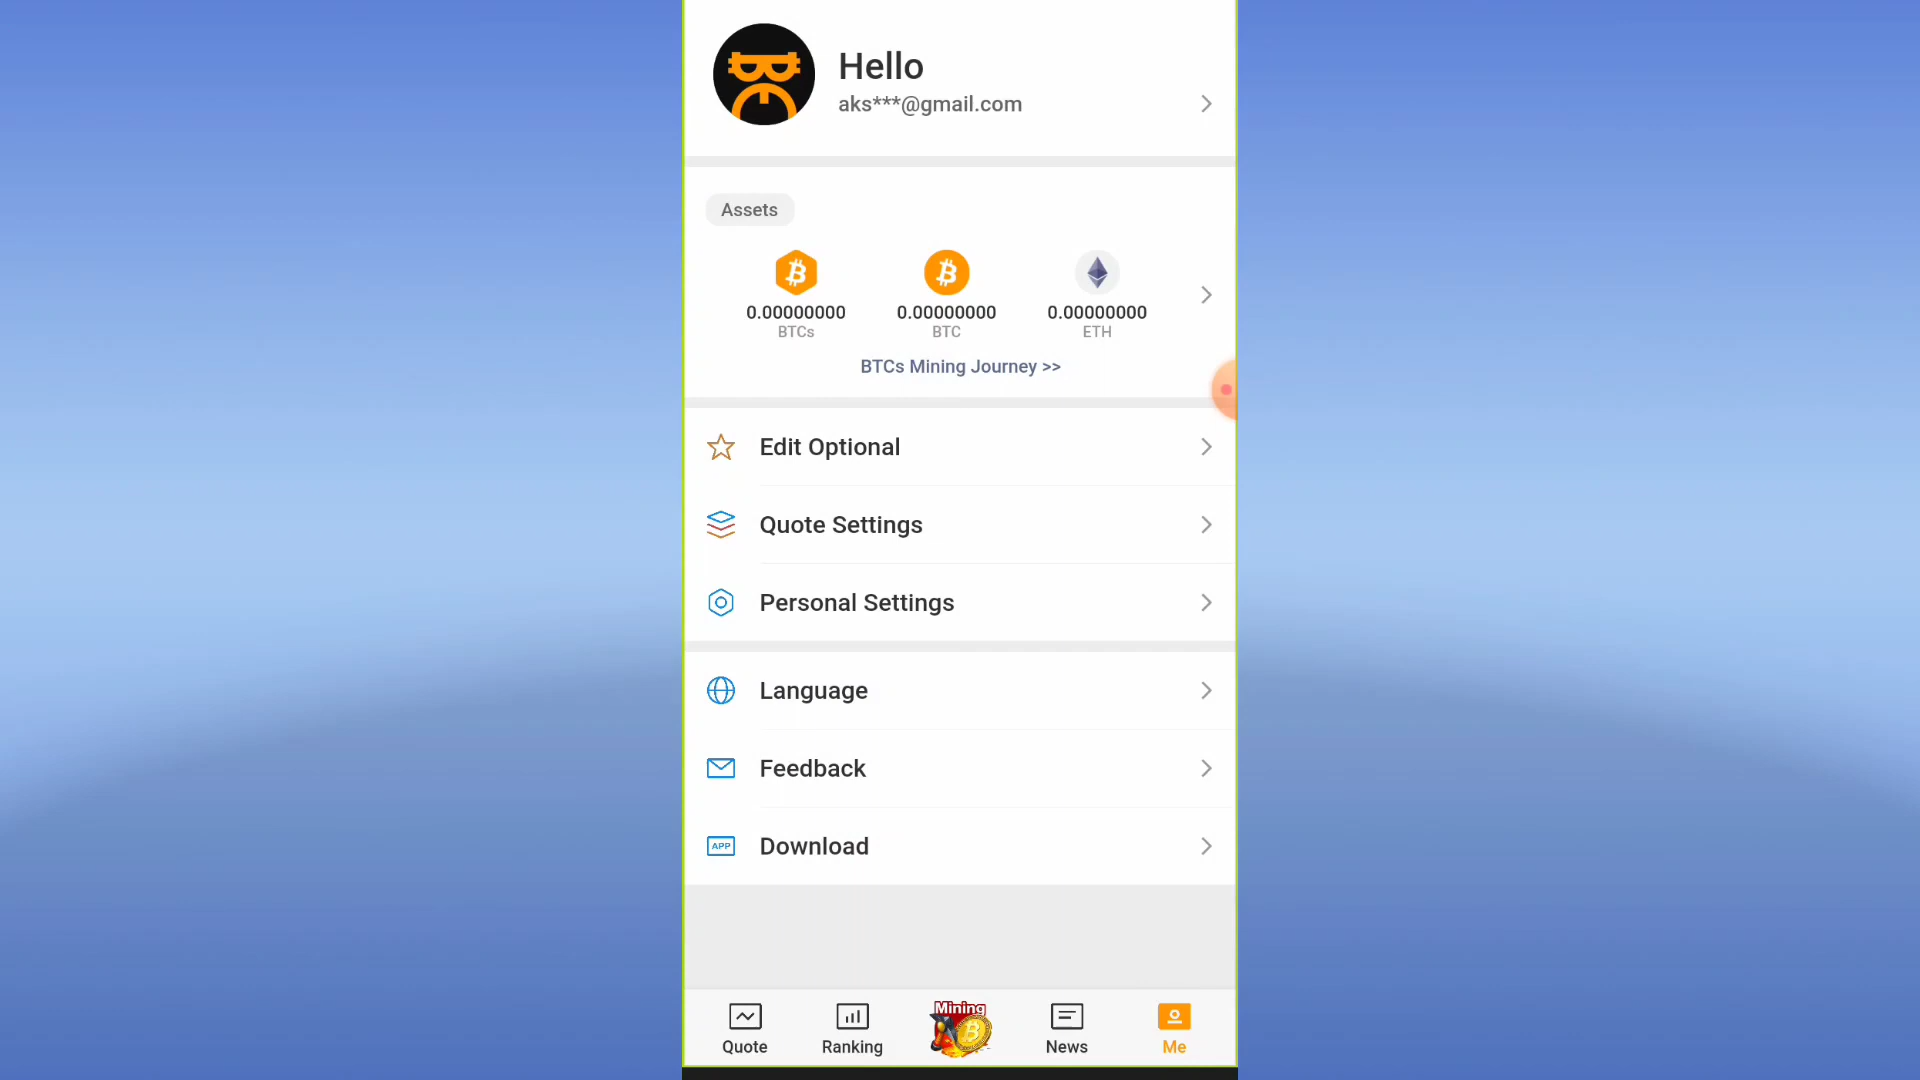 Hello
aks***@gmail.com
Assets
0.00000000 0.00000000 0.00000000
BTCs BTC ETH
BTCs Mining Journey >>
Edit Optional
Quote Settings
Personal Settings
Language
Feedback
APP Download
Mining
Quote Ranking News Me